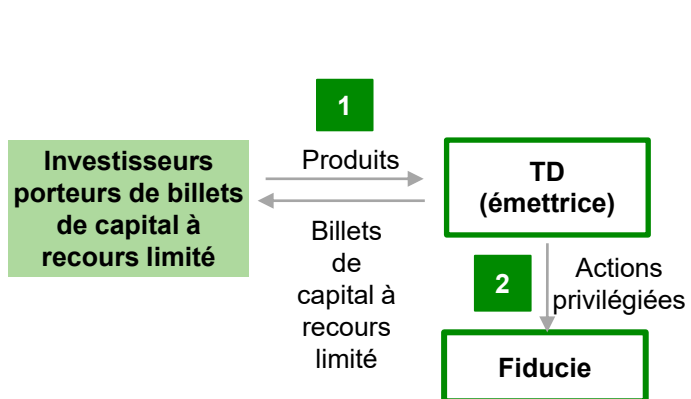 1
Produits
Investisseurs
porteurs de billets
de capital à
recours limité
TD
(émettrice)
Billets
de
capital à
recours
limité
2
Actions
privilégiées
Fiducie